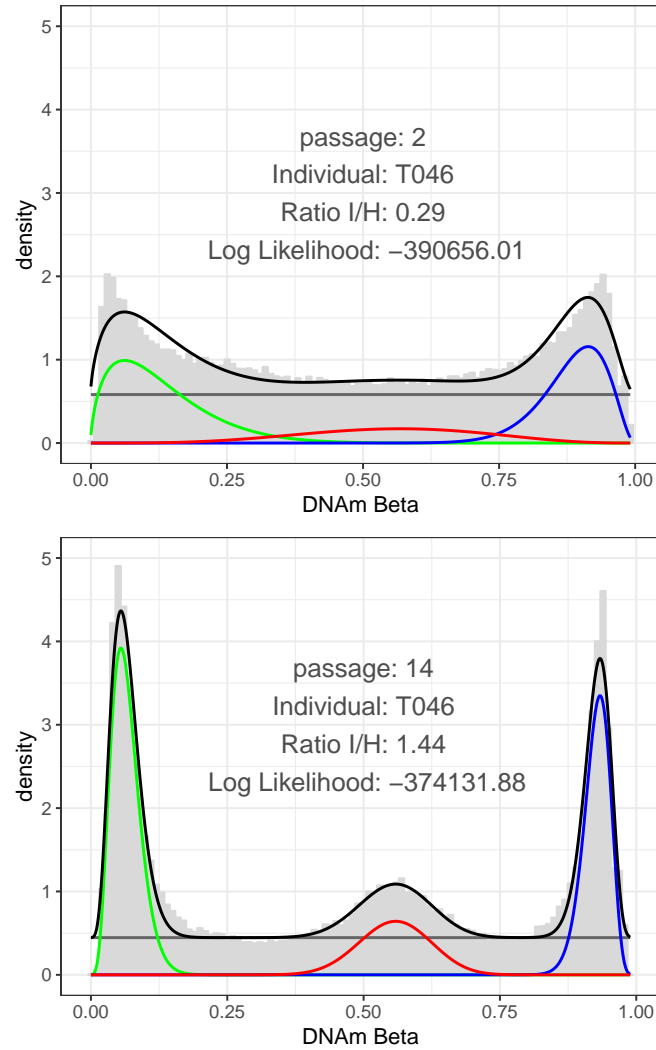 5
4
3
2
1
0
density
passage: 2
Individual: T046
Ratio I/H: 0.29
Log Likelihood: −390656.01
0.00 0.25 0.50 0.75 1.00
DNAm Beta
5
4
3
2
1
0
density
passage: 14
Individual: T046
Ratio I/H: 1.44
Log Likelihood: −374131.88
0.00 0.25 0.50 0.75 1.00
DNAm Beta